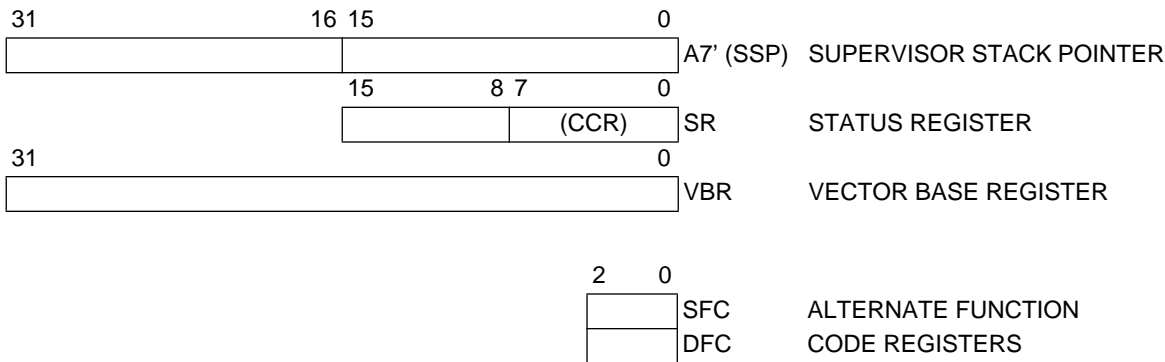 31 16 15 0
A7' (SSP) SUPERVISOR STACK POINTER
15 8 7 0
(CCR) SR STATUS REGISTER
31 0
VBR VECTOR BASE REGISTER
2 0
SFC ALTERNATE FUNCTION
DFC CODE REGISTERS